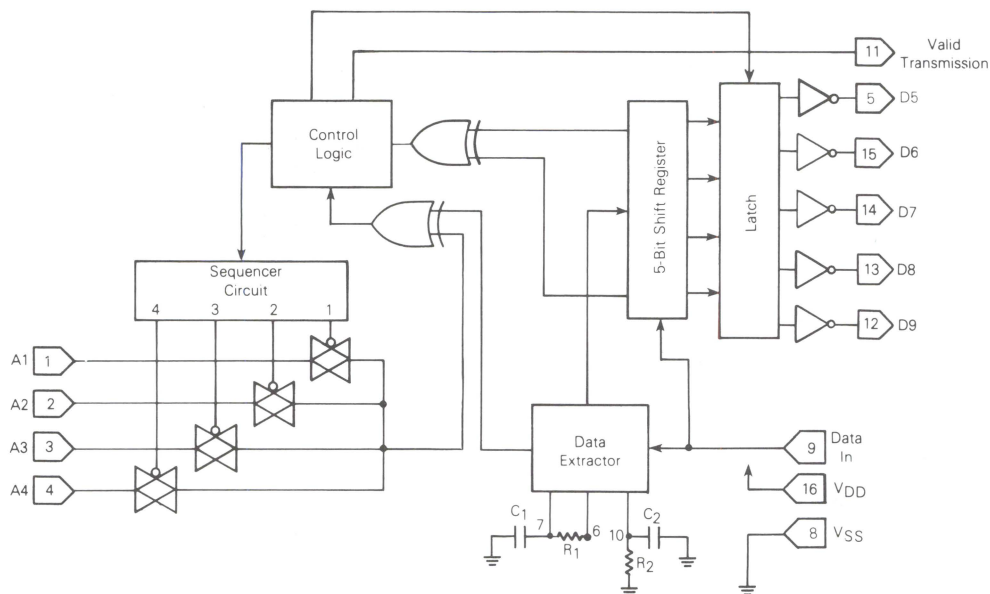 11
Valid
Transmission
5 D5
Control
Logic
5-Bit Shift Register
Latch
15 D6
14 D7
Sequencer
Circuit
13 D8
4 3 2 1
12 D9
A1 1
A2 2
A3 3
A4 4
Data
Extractor
9 Data
In
16 VDD
C1 7 6 10 C2
R1
R2
8 VSS